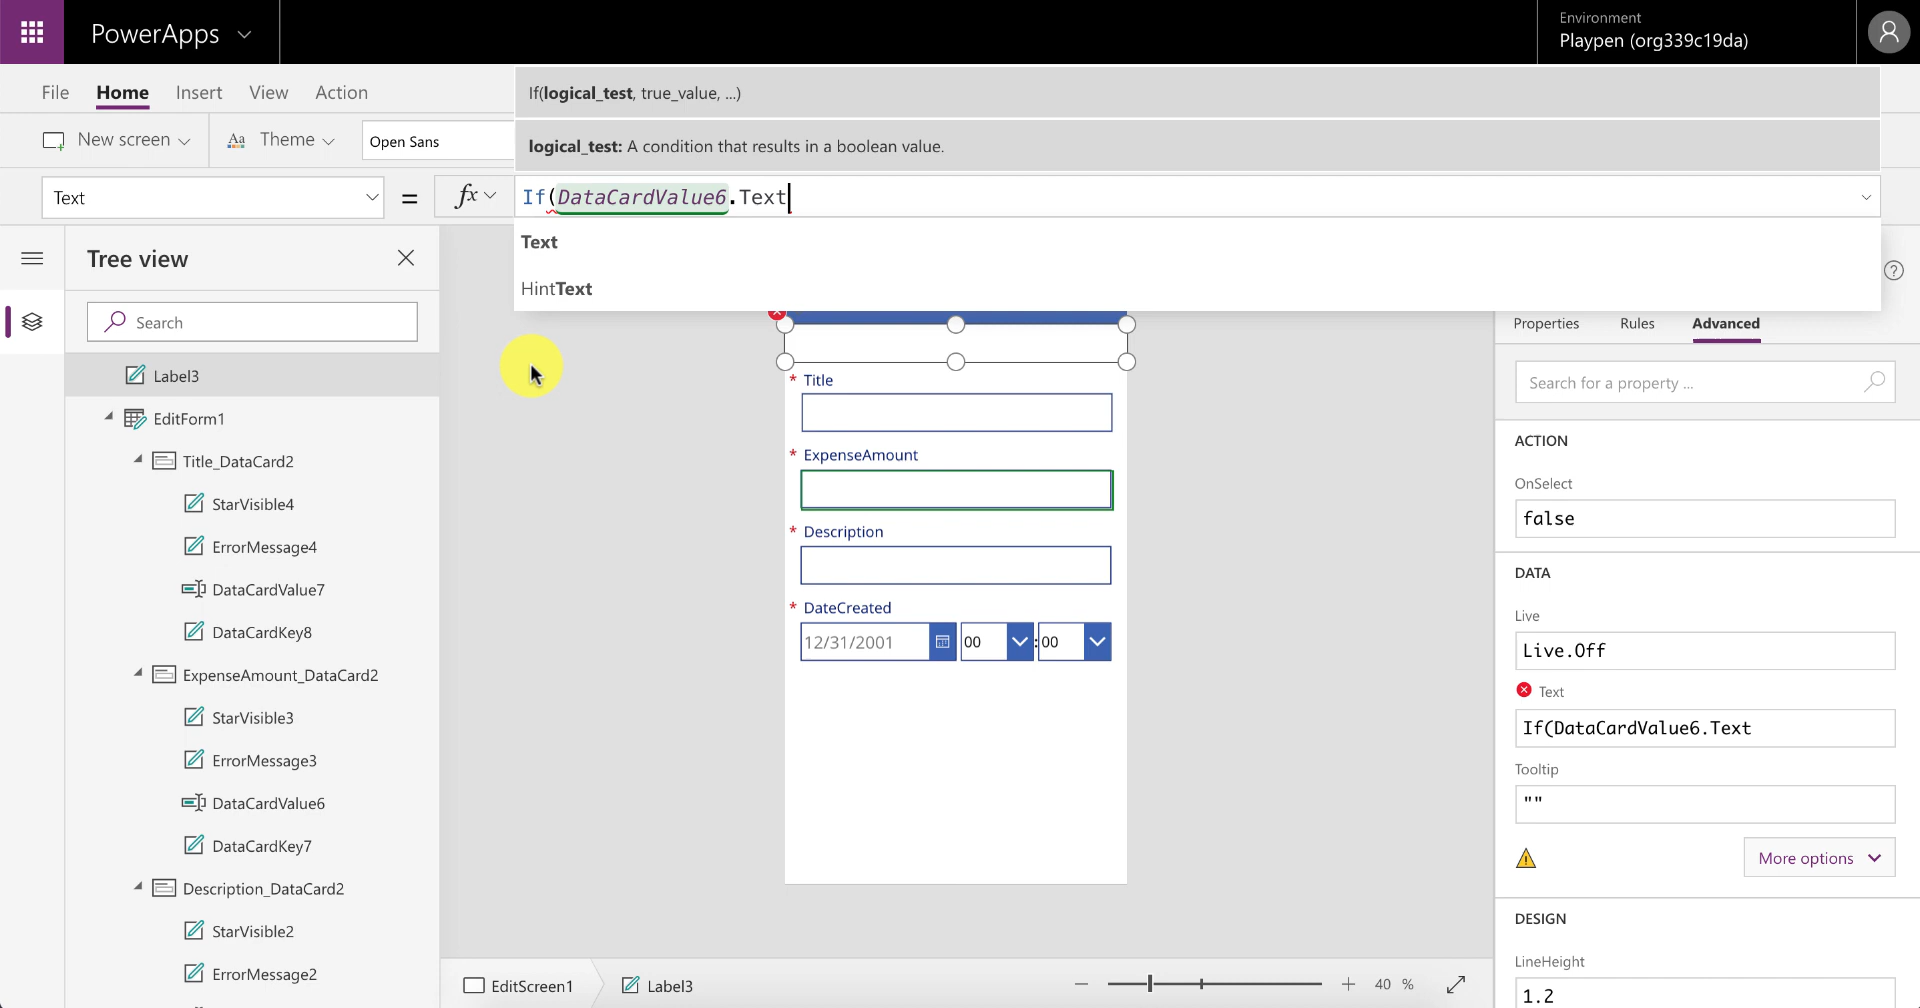 PowerApps
Environment
Playpen (org339c19da)
File Home Insert View Action
If(logical_test, true_value, ...)
New screen
Aa Theme
Open Sans
logical_test: A condition that results in a boolean value.
Text
=
fx
If(DataCardValue6.Text
Text
HintText
Tree view
Search
Label3
EditForm1
Title_DataCard2
StarVisible4
ErrorMessage4
DataCardValue7
DataCardKey8
ExpenseAmount_DataCard2
StarVisible3
ErrorMessage3
DataCardValue6
DataCardKey7
Description_DataCard2
StarVisible2
ErrorMessage2
* Title
* ExpenseAmount
* Description
* DateCreated
12/31/2001 00 : 00
EditScreen1 Label3
40 %
Properties Rules Advanced
Search for a property ...
ACTION
OnSelect
false
DATA
Live
Live.Off
Text
If(DataCardValue6.Text
Tooltip
""
More options
DESIGN
LineHeight
1.2